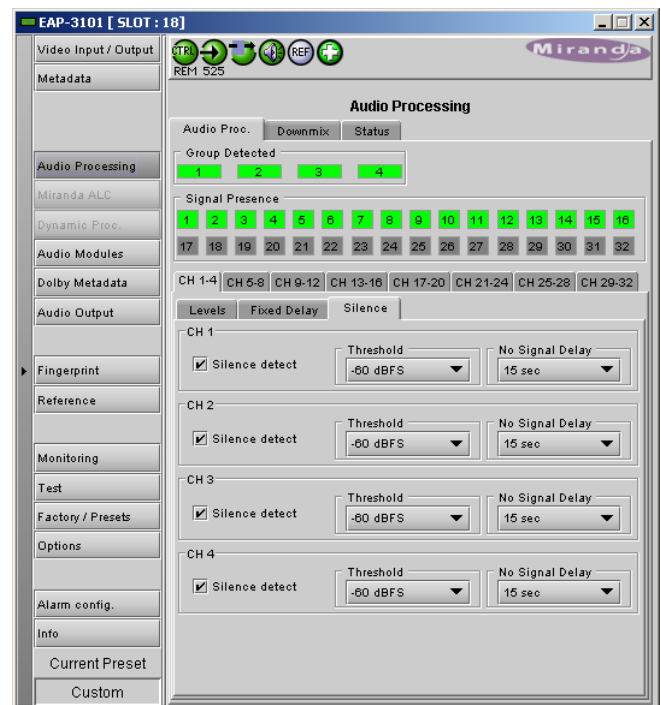 EAP-3101 [ SLOT : 18]
Video Input / Output
Metadata
Audio Processing
Miranda ALC
Dynamic Proc.
Audio Modules
Dolby Metadata
Audio Output
Fingerprint
Reference
Monitoring
Test
Factory / Presets
Options
Alarm config.
Info
Current Preset
Custom
CTRL REF
REM 525
Miranda
Audio Processing
Audio Proc. Downmix Status
Group Detected
1 2 3 4
Signal Presence
1 2 3 4 5 6 7 8 9 10 11 12 13 14 15 16
17 18 19 20 21 22 23 24 25 26 27 28 29 30 31 32
CH 1-4 CH 5-8 CH 9-12 CH 13-16 CH 17-20 CH 21-24 CH 25-28 CH 29-32
Levels Fixed Delay Silence
CH 1
Threshold No Signal Delay
Silence detect -60 dBFS 15 sec
CH 2
Threshold No Signal Delay
Silence detect -60 dBFS 15 sec
CH 3
Threshold No Signal Delay
Silence detect -60 dBFS 15 sec
CH 4
Threshold No Signal Delay
Silence detect -60 dBFS 15 sec